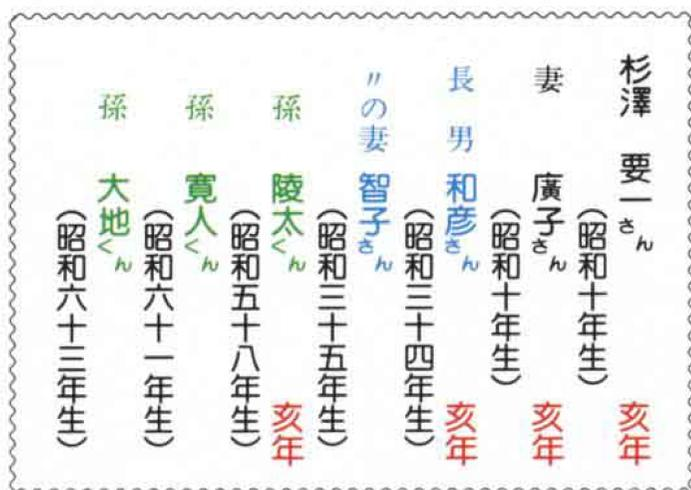 杉澤 要一さん
(昭和十年生) 亥年
妻 廣子さん
(昭和十年生) 亥年
長男 和彦さん
(昭和三十四年生) 亥年
〃の妻 智子さん
(昭和三十五年生)
孫 陵太くん
(昭和五十八年生) 亥年
孫 寛人くん
(昭和六十一年生)
孫 大地くん
(昭和六十三年生)